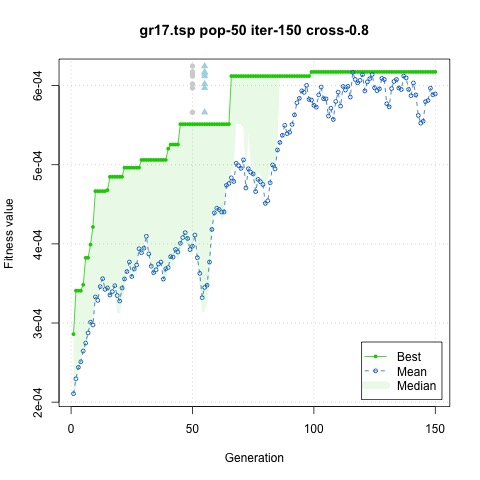 gr17.tsp pop-50 iter-150 cross-0.8
Fitness value
6e-04
5e-04
4e-04
3e-04
2e-04
Best
Mean
Median
0
50
100
150
Generation